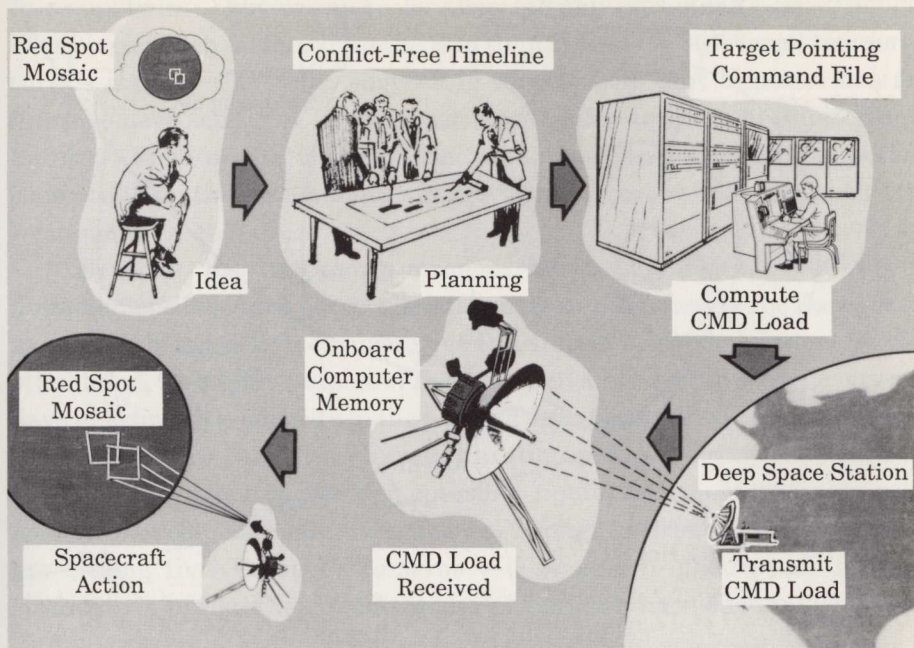 Red Spot
Mosaic
Idea
Conflict-Free Timeline
Planning
Target Pointing
Command File
Compute
CMD Load
Deep Space Station
Transmit
CMD Load
Onboard
Computer
Memory
CMD Load
Received
Red Spot
Mosaic
Spacecraft
Action